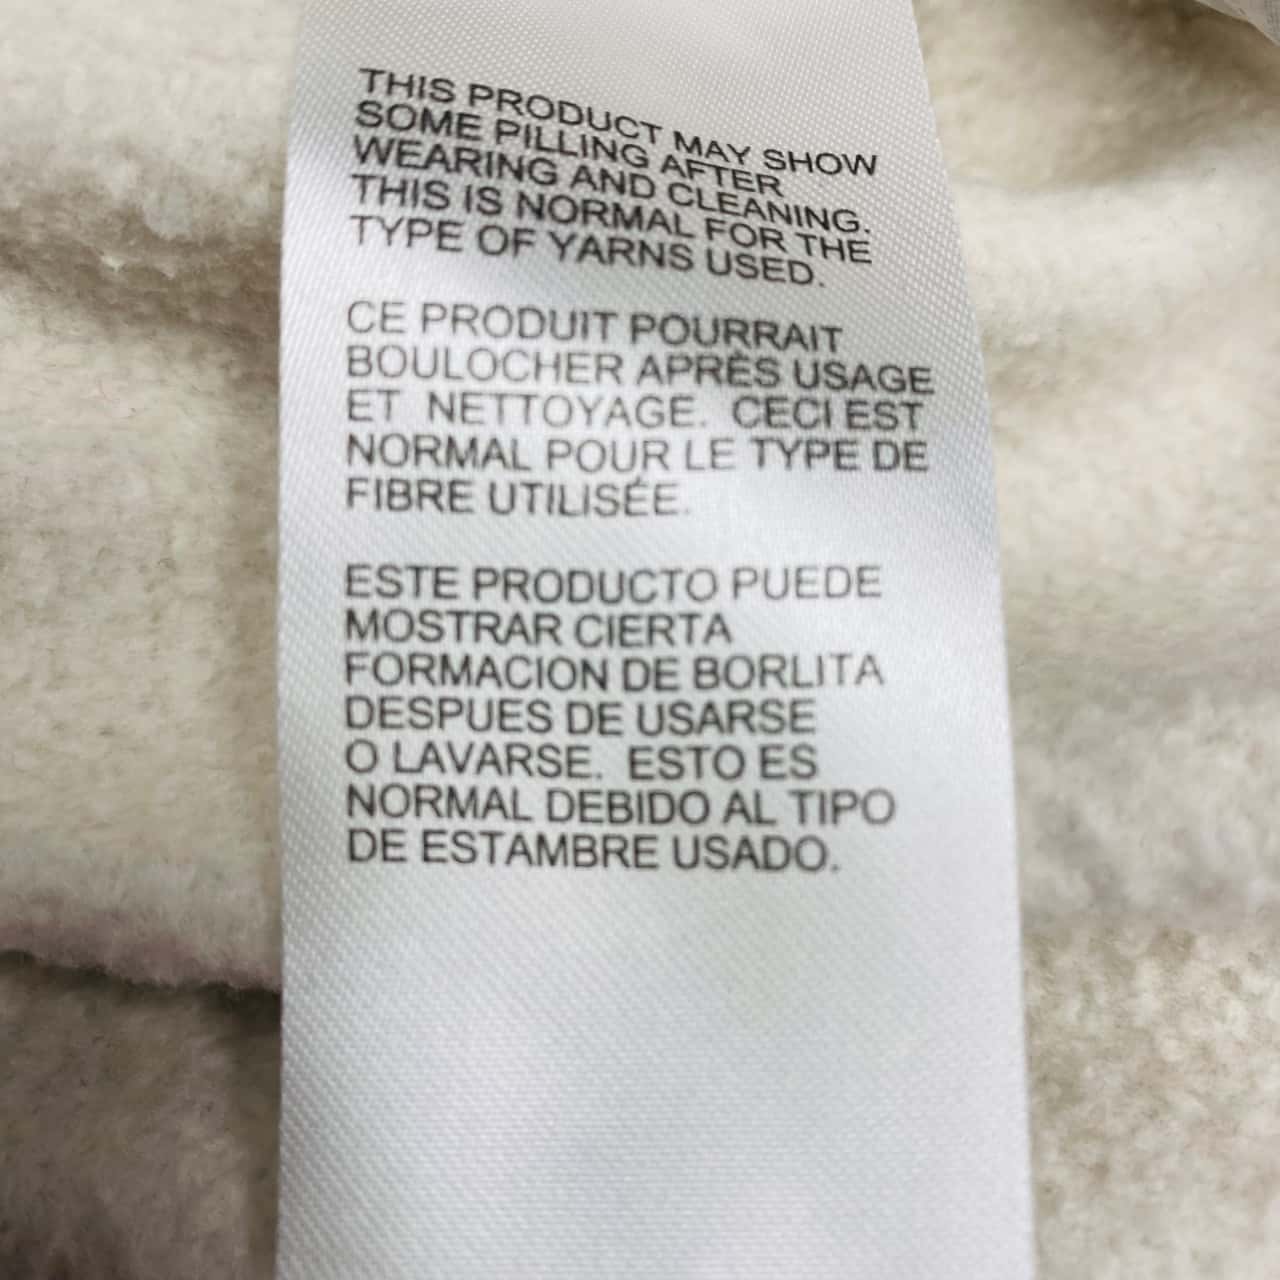 THIS PRODUCT MAY SHOW
SOME PILLING AFTER
WEARING AND CLEANING.
THIS IS NORMAL FOR THE
TYPE OF YARNS USED.
CE PRODUIT POURRAIT
BOULOCHER APRÈS USAGE
ET NETTOYAGE. CECI EST
NORMAL POUR LE TYPE DE
FIBRE UTILISÉE.
ESTE PRODUCTO PUEDE
MOSTRAR CIERTA
FORMACION DE BORLITA
DESPUES DE USARSE
O LAVARSE. ESTO ES
NORMAL DEBIDO AL TIPO
DE ESTAMBRE USADO.